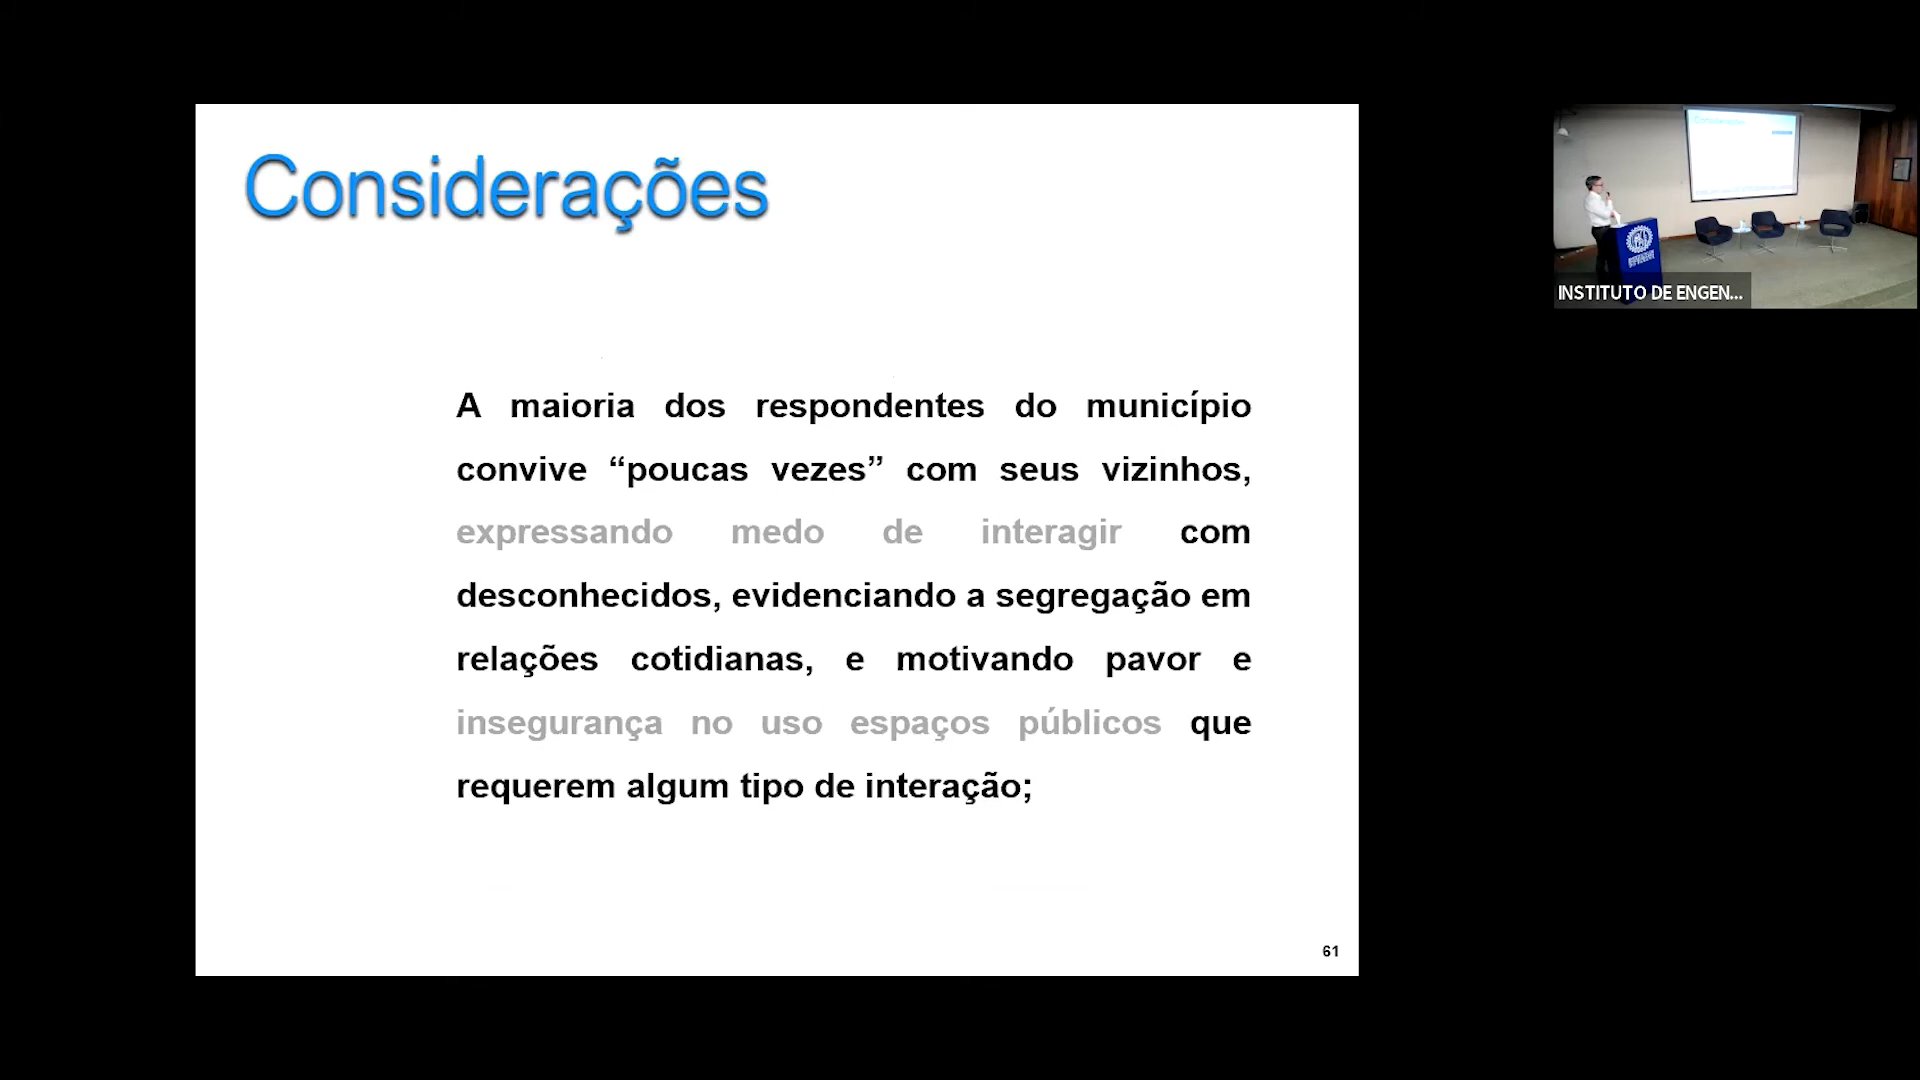 Considerações
A maioria dos respondentes do município
convive “poucas vezes” com seus vizinhos,
expressando medo de interagir com
desconhecidos, evidenciando a segregação em
relações cotidianas, e motivando pavor e
insegurança no uso espaços públicos que
requerem algum tipo de interação;
61
INSTITUTO DE ENGEN...